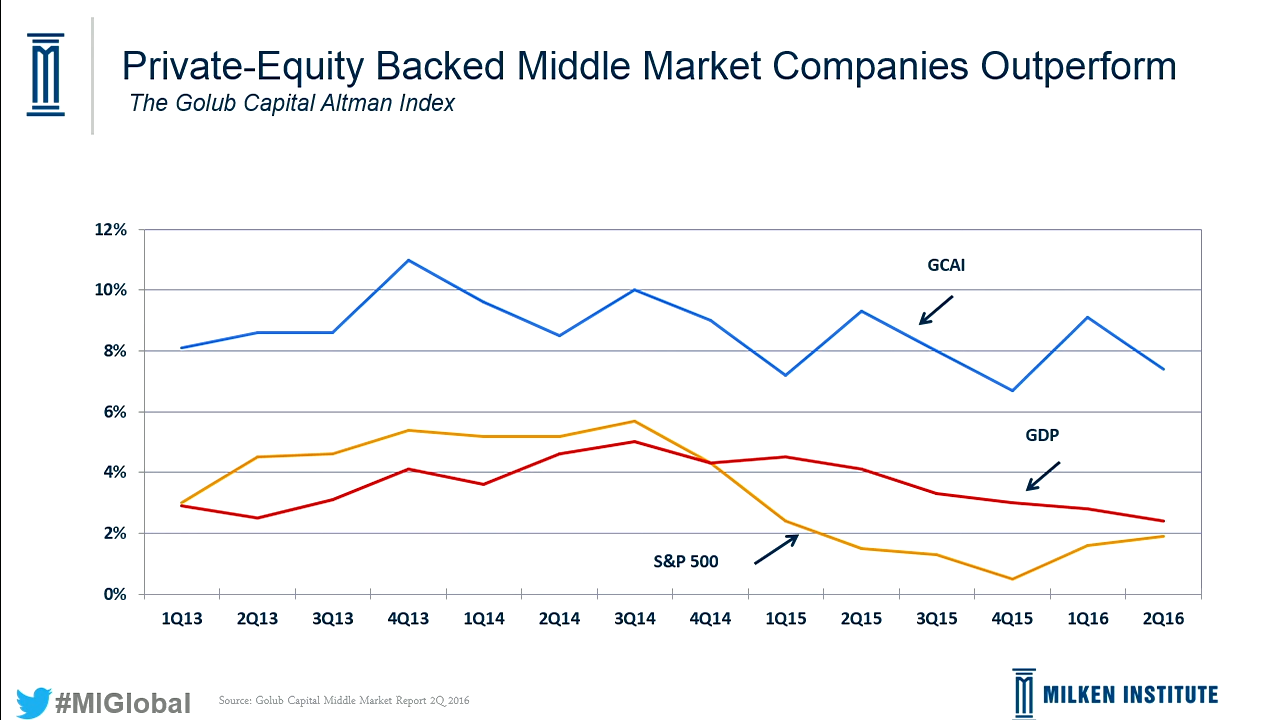 Private-Equity Backed Middle Market Companies Outperform
The Golub Capital Altman Index
12%
10%
8%
6%
4%
2%
0%
GCAI
GDP
S&P 500
1Q13 2Q13 3Q13 4Q13 1Q14 2Q14 3Q14 4Q14 1Q15 2Q15 3Q15 4Q15 1Q16 2Q16
#MIGlobal
Source: Golub Capital Middle Market Report 2Q 2016
MILKEN INSTITUTE